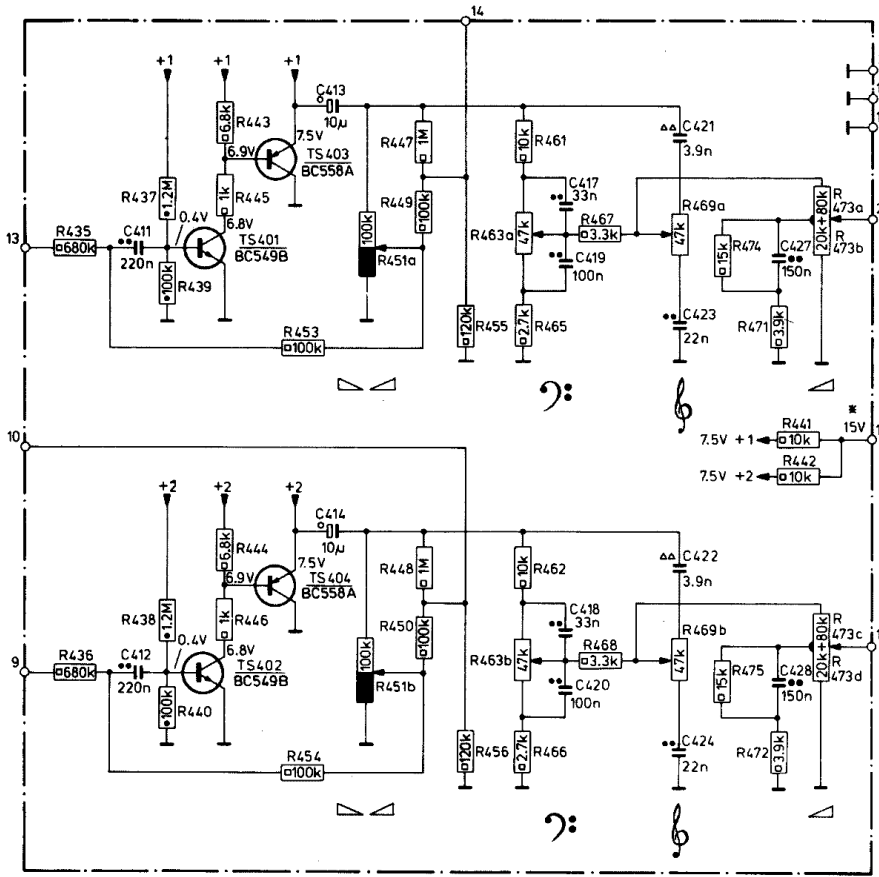 14
+1 +1 +1
C413
10µ
R443
6.8k
7.5V
6.9V
TS403
BC558A
R447
1M
R461
10k
C421
3.9n
R437
1.2M
R445
1k
R449
100k
C417
33n
R467
3.3k
R469a
47k
R
473a
20k+80k
R
473b
13
R435
680k
C411
220n
0.4V
6.8V
TS401
BC549B
100k
R451a
R463a
47k
C419
100n
R474
15k
C427
150n
R439
100k
R453
100k
R455
120k
R465
2.7k
C423
22n
R471
3.9k
*
15V
10
R441
7.5V +1
10k
R442
7.5V +2
10k
1
+2 +2 +2
C414
10µ
R444
6.8k
7.5V
6.9V
TS404
BC558A
R448
1M
R462
10k
C422
3.9n
R438
1.2M
R446
1k
R450
100k
C418
33n
R468
3.3k
R469b
47k
R
473c
20k+80k
R
473d
9
R436
680k
C412
220n
0.4V
6.8V
TS402
BC549B
100k
R451b
R463b
47k
C420
100n
R475
15k
C428
150n
R440
100k
R454
100k
R456
120k
R466
2.7k
C424
22n
R472
3.9k